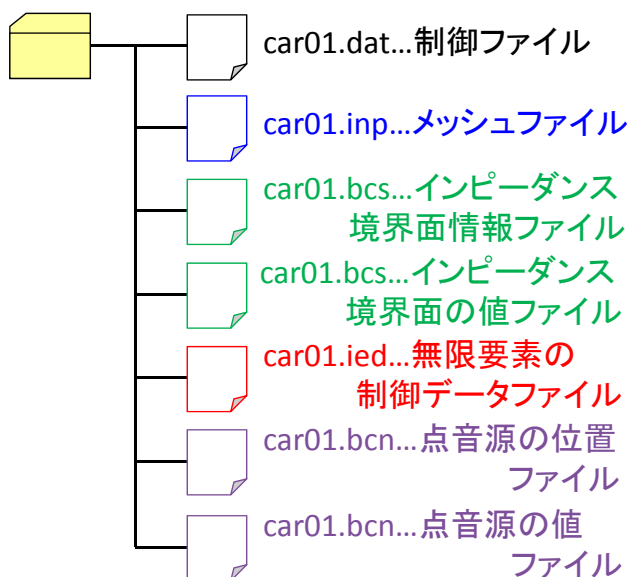 car01.dat...制御ファイル
car01.inp...メッシュファイル
car01.bcs...インピーダンス
境界面情報ファイル
car01.bcs...インピーダンス
境界面の値ファイル
car01.ied...無限要素の
制御データファイル
car01.bcn...点音源の位置
ファイル
car01.bcn...点音源の値
ファイル